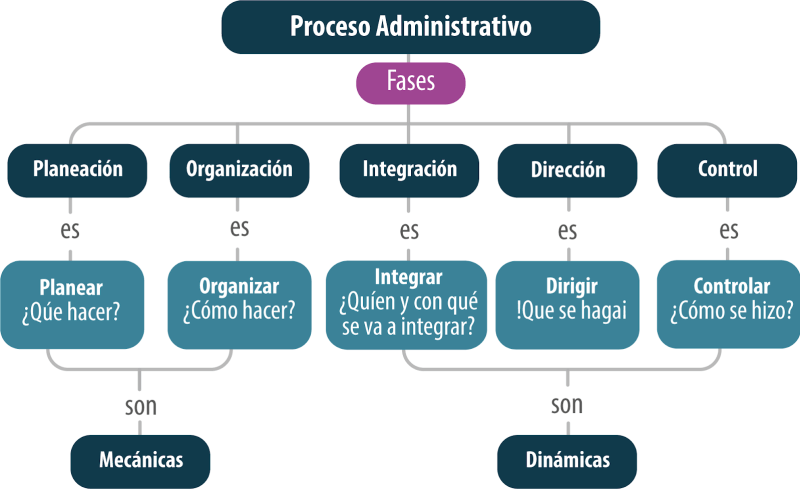 Proceso Administrativo
Fases
Planeación
Organización
Integración
Dirección
Control
es
es
es
es
es
Planear
¿Qúe hacer?
Organizar
¿Cómo hacer?
Integrar
¿Quíen y con qué
se va a integrar?
Dirigir
!Que se hagai
Controlar
¿Cómo se hizo?
son
son
Mecánicas
Dinámicas